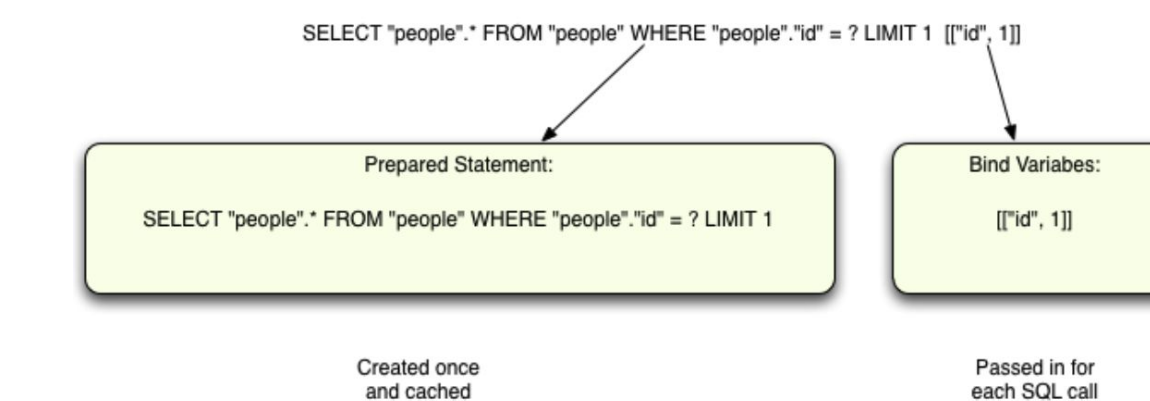 SELECT "people".* FROM "people" WHERE "people"."id" = ? LIMIT 1 [["id", 1]]
Prepared Statement:
SELECT "people".* FROM "people" WHERE "people"."id" = ? LIMIT 1
Bind Variabes:
[["id", 1]]
Created once
and cached
Passed in for
each SQL call